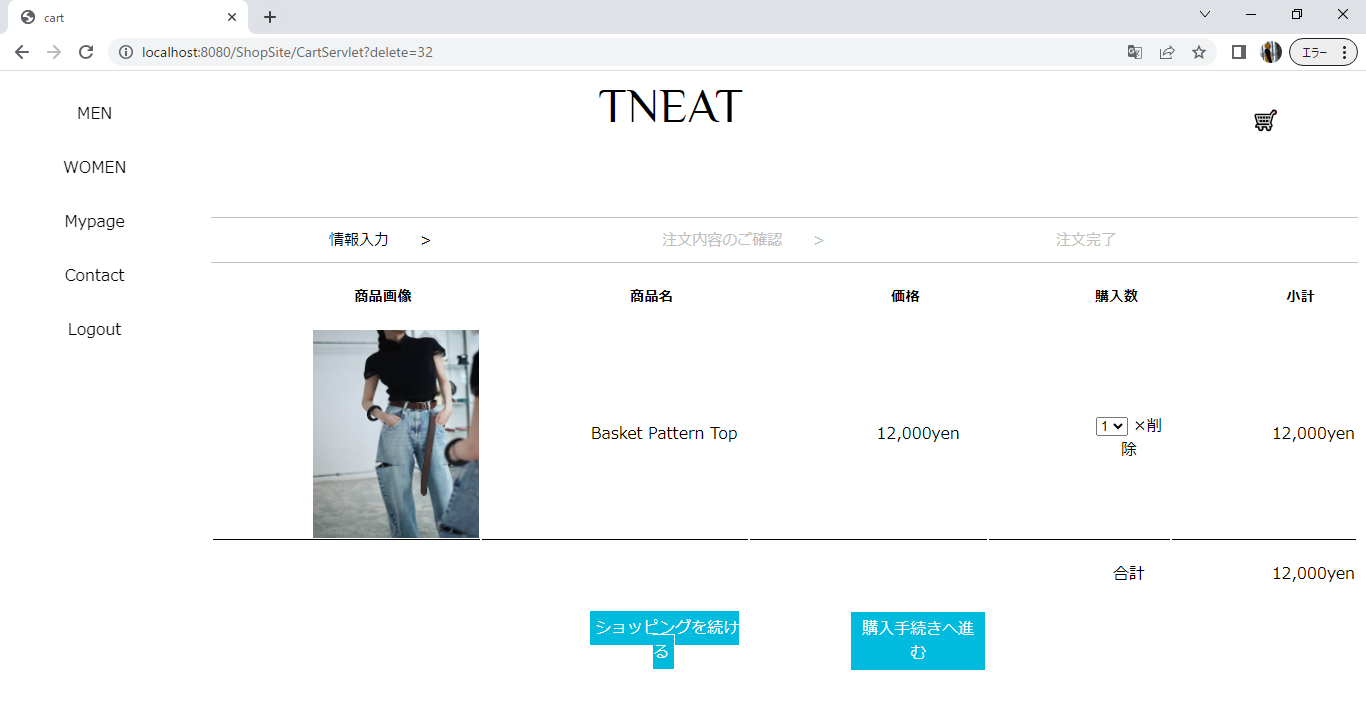 cart
localhost:8080/ShopSite/CartServlet?delete=32
エラー
TNEAT
MEN
WOMEN
Mypage
Contact
Logout
情報入力 >
注文内容のご確認 >
注文完了
商品画像 商品名 価格 購入数 小計
Basket Pattern Top 12,000yen 1 ×削
除
12,000yen
合計 12,000yen
ショッピングを続け
る
購入手続きへ進
む